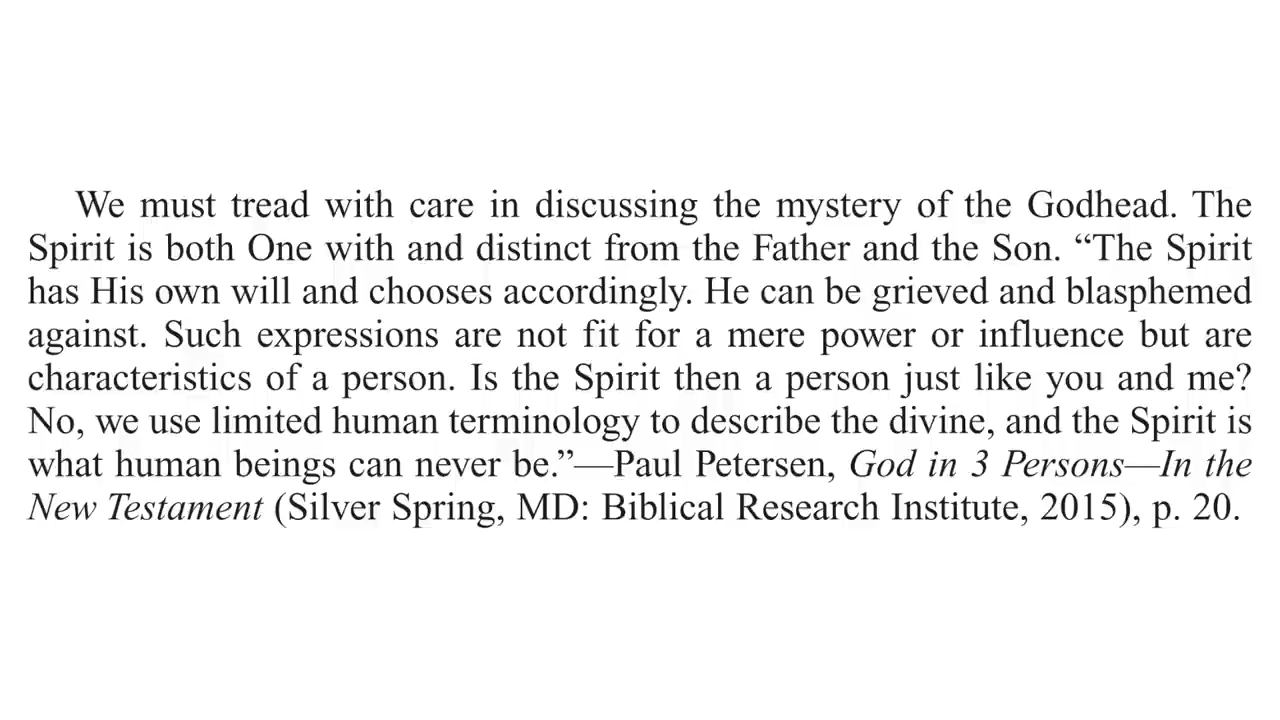 We must tread with care in discussing the mystery of the Godhead. The
Spirit is both One with and distinct from the Father and the Son. “The Spirit
has His own will and chooses accordingly. He can be grieved and blasphemed
against. Such expressions are not fit for a mere power or influence but are
characteristics of a person. Is the Spirit then a person just like you and me?
No, we use limited human terminology to describe the divine, and the Spirit is
what human beings can never be.”—Paul Petersen, God in 3 Persons—In the
New Testament (Silver Spring, MD: Biblical Research Institute, 2015), p. 20.